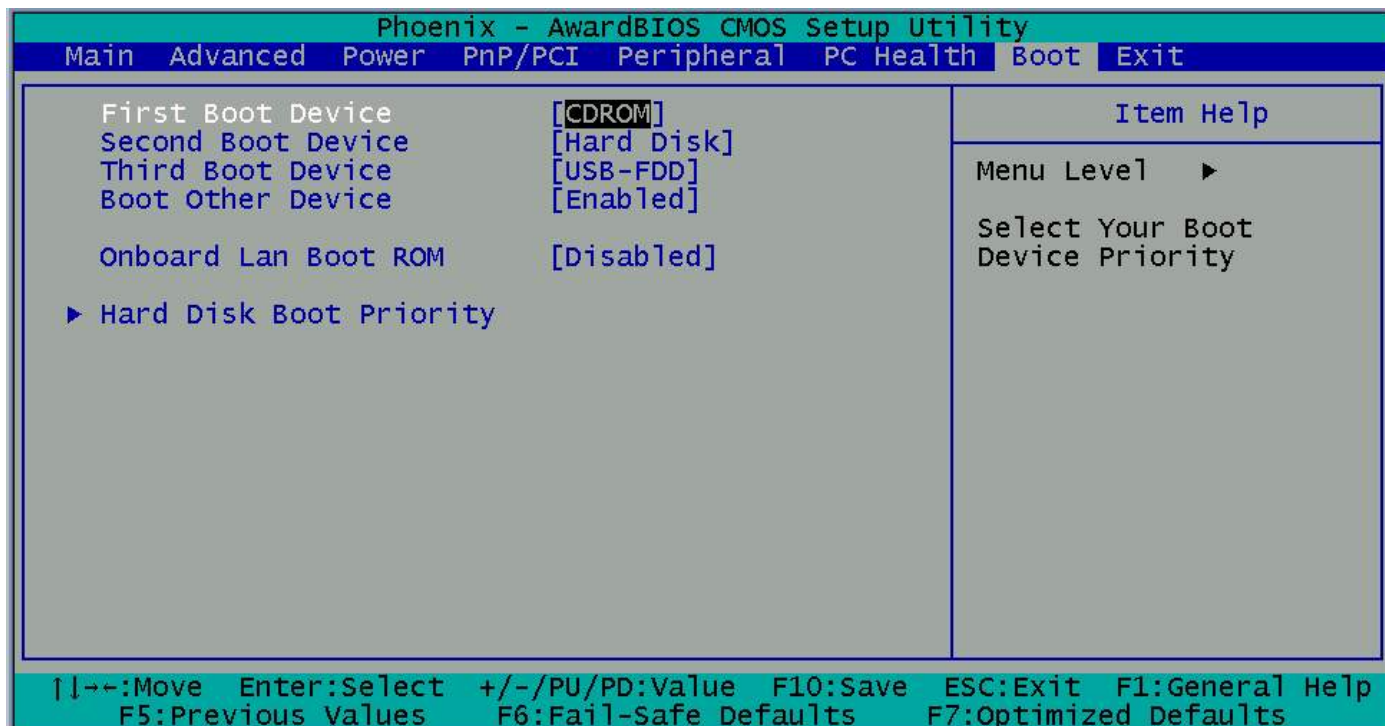 Phoenix - AwardBIOS CMOS Setup Utility
Main Advanced Power PnP/PCI Peripheral PC Health Boot Exit
First Boot Device [CDROM]
Second Boot Device [Hard Disk]
Third Boot Device [USB-FDD]
Boot Other Device [Enabled]
Onboard Lan Boot ROM [Disabled]
▶ Hard Disk Boot Priority
Item Help
Menu Level ▶
Select Your Boot
Device Priority
↑↓→←:Move Enter:Select +/-/PU/PD:Value F10:Save ESC:Exit F1:General Help
F5:Previous Values F6:Fail-Safe Defaults F7:Optimized Defaults